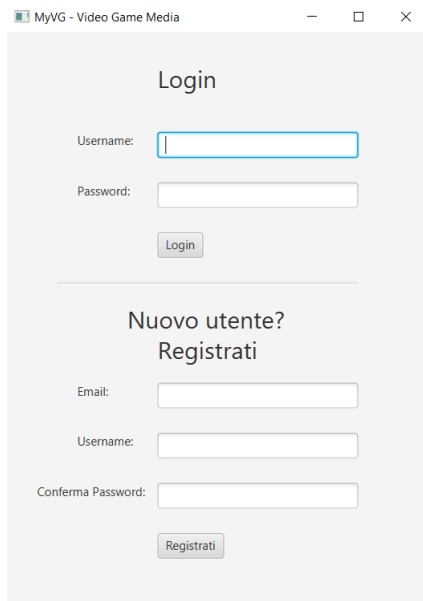 MyVG - Video Game Media
Login
Username:
Password:
Login
Nuovo utente?
Registrati
Email:
Username:
Conferma Password:
Registrati